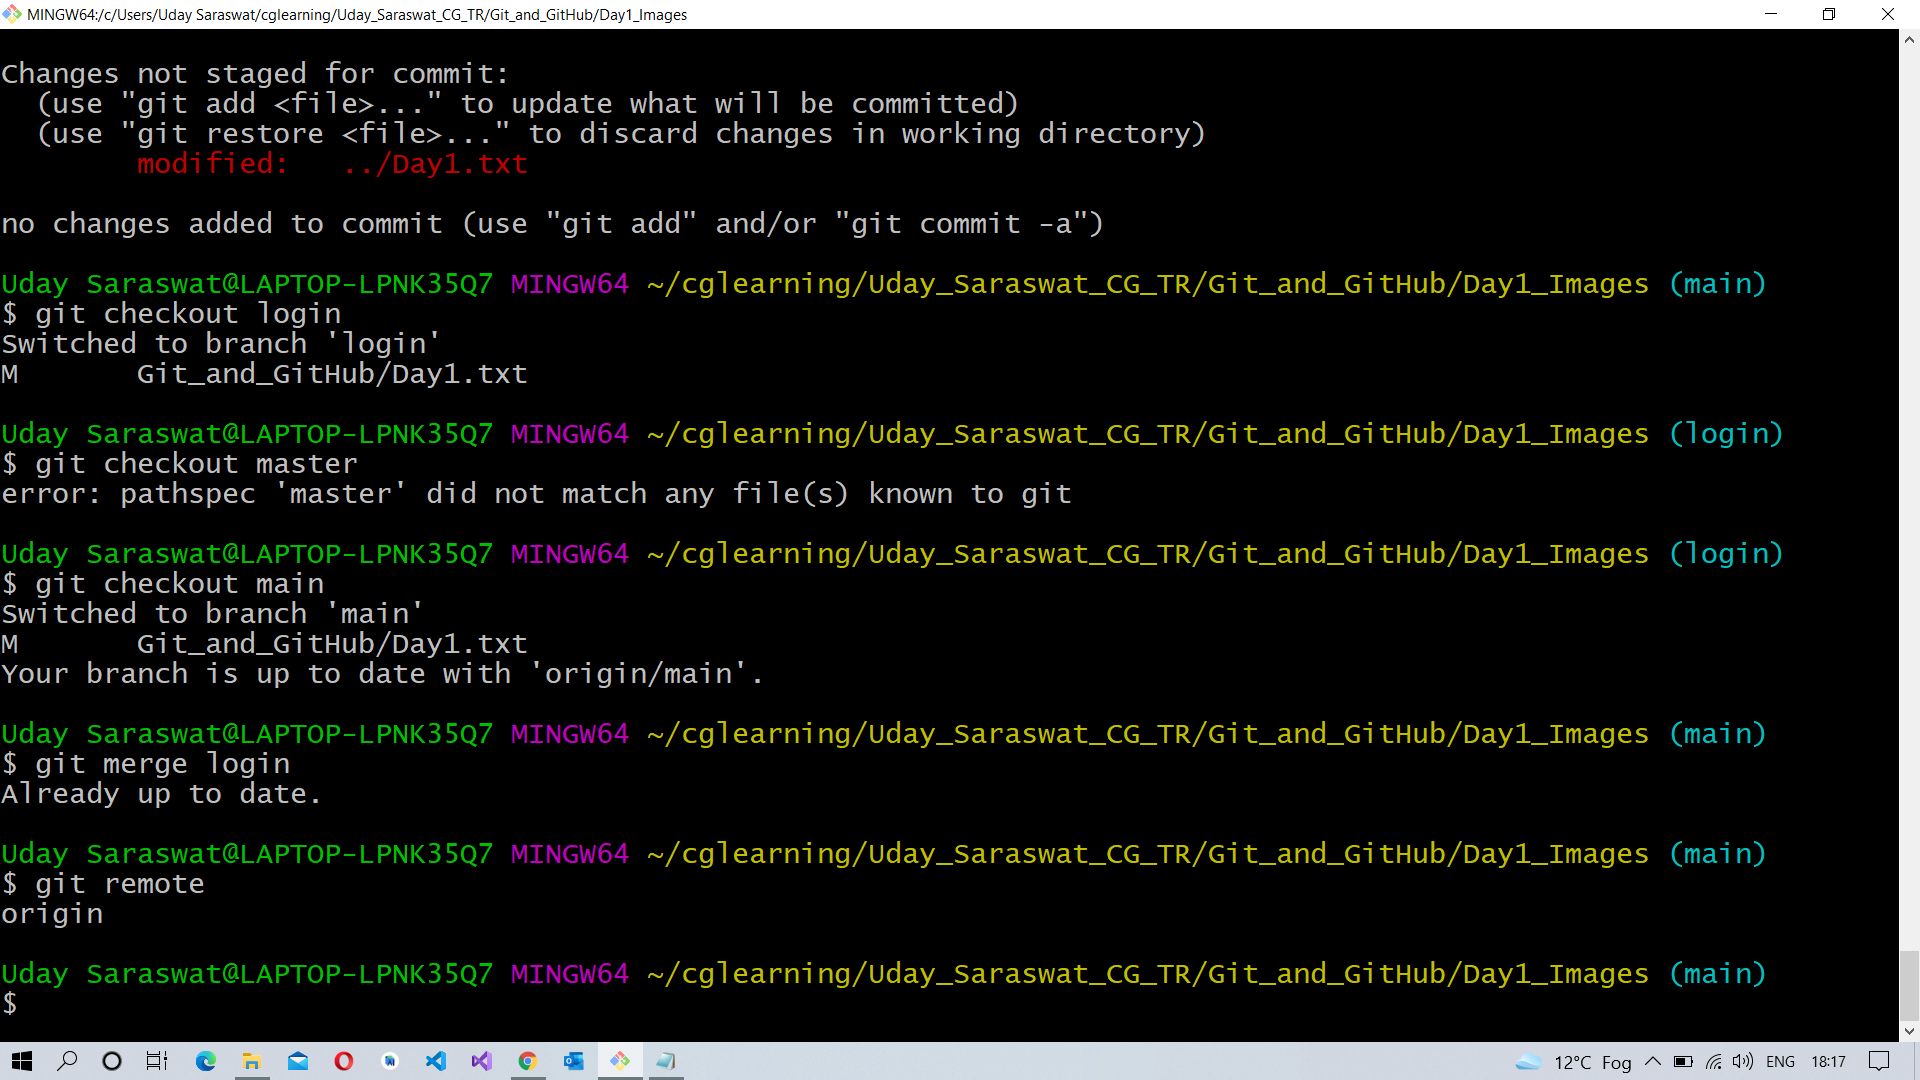 MINGW64:/c/Users/Uday Saraswat/cglearning/Uday_Saraswat_CG_TR/Git_and_GitHub/Day1_Images
Changes not staged for commit:
  (use "git add <file>..." to update what will be committed)
  (use "git restore <file>..." to discard changes in working directory)
        modified:   ../Day1.txt
no changes added to commit (use "git add" and/or "git commit -a")
Uday Saraswat@LAPTOP-LPNK35Q7 MINGW64 ~/cglearning/Uday_Saraswat_CG_TR/Git_and_GitHub/Day1_Images (main)
$ git checkout login
Switched to branch 'login'
M       Git_and_GitHub/Day1.txt
Uday Saraswat@LAPTOP-LPNK35Q7 MINGW64 ~/cglearning/Uday_Saraswat_CG_TR/Git_and_GitHub/Day1_Images (login)
$ git checkout master
error: pathspec 'master' did not match any file(s) known to git
Uday Saraswat@LAPTOP-LPNK35Q7 MINGW64 ~/cglearning/Uday_Saraswat_CG_TR/Git_and_GitHub/Day1_Images (login)
$ git checkout main
Switched to branch 'main'
M       Git_and_GitHub/Day1.txt
Your branch is up to date with 'origin/main'.
Uday Saraswat@LAPTOP-LPNK35Q7 MINGW64 ~/cglearning/Uday_Saraswat_CG_TR/Git_and_GitHub/Day1_Images (main)
$ git merge login
Already up to date.
Uday Saraswat@LAPTOP-LPNK35Q7 MINGW64 ~/cglearning/Uday_Saraswat_CG_TR/Git_and_GitHub/Day1_Images (main)
$ git remote
origin
Uday Saraswat@LAPTOP-LPNK35Q7 MINGW64 ~/cglearning/Uday_Saraswat_CG_TR/Git_and_GitHub/Day1_Images (main)
$
12°C Fog ENG 18:17